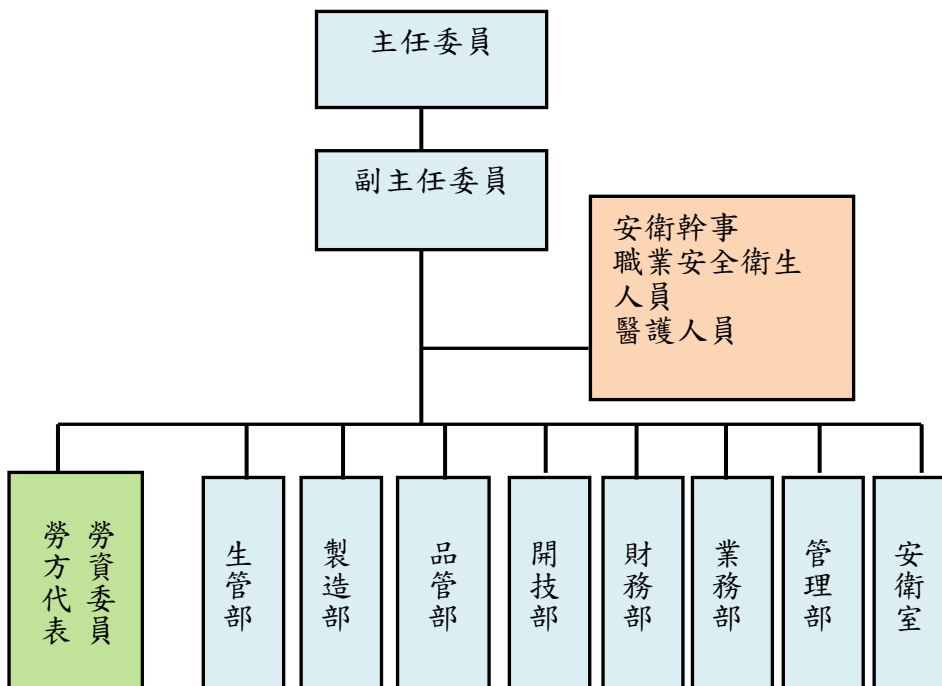 主任委員
副主任委員
安衛幹事
職業安全衛生
人員
醫護人員
勞資委員
勞方代表
生管部
製造部
品管部
開技部
財務部
業務部
管理部
安衛室